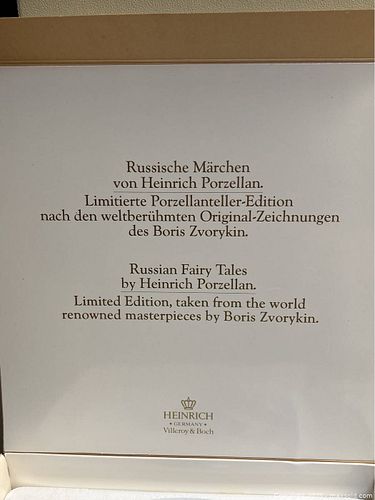 Russische Märchen
von Heinrich Porzellan.
Limitierte Porzellanteller-Edition
nach den weltberühmten Original-Zeichnungen
des Boris Zvorykin.
Russian Fairy Tales
by Heinrich Porzellan.
Limited Edition, taken from the world
renowned masterpieces by Boris Zvorykin.
HEINRICH
• GERMANY •
Villeroy & Boch